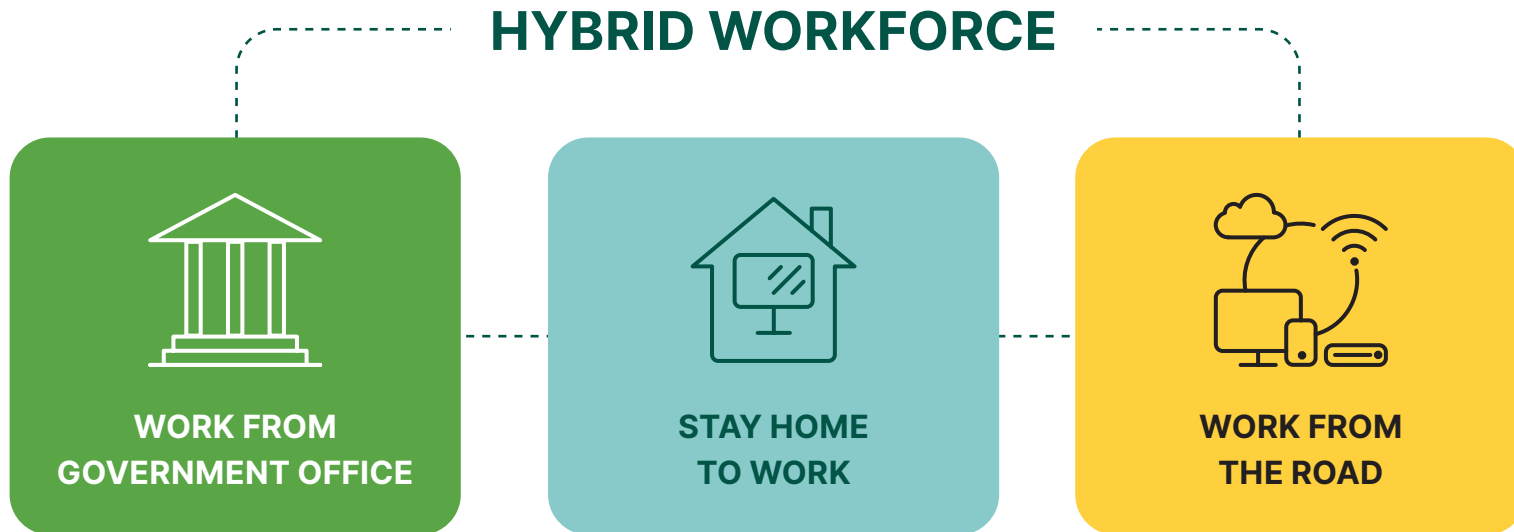 HYBRID WORKFORCE
WORK FROM
GOVERNMENT OFFICE
STAY HOME
TO WORK
WORK FROM
THE ROAD